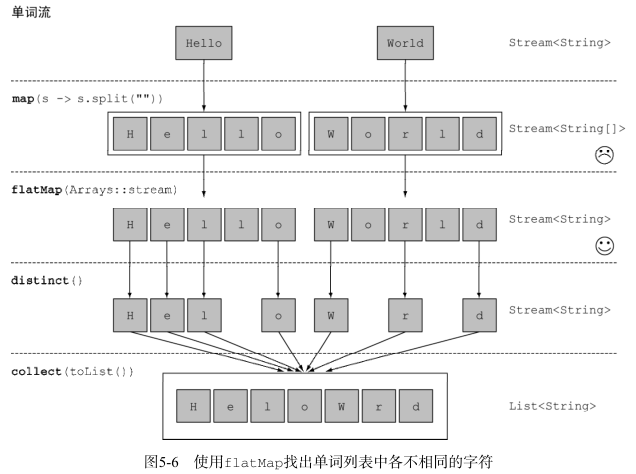 单词流
Hello World Stream<String>
map(s -> s.split(""))
H e l l o W o r l d Stream<String[]>
flatMap(Arrays::stream)
H e l l o W o r l d Stream<String>
distinct()
H e l o W r d Stream<String>
collect(toList())
H e l o W r d List<String>
图5-6 使用flatMap找出单词列表中各不相同的字符